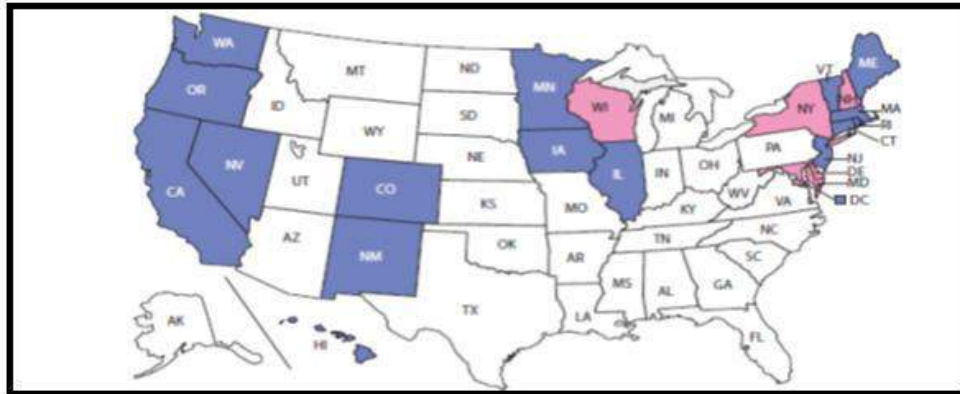 WA
MT
ND
VT
ME
OR
MN
ID
SD
WI
NY
NH
MA
WY
MI
RI
CT
IA
PA
NE
NJ
NV
OH
DE
UT
IL
IN
MD
CA
CO
WV
DC
KS
MO
KY
VA
AZ
NM
OK
TN
NC
AR
SC
MS
AL
GA
TX
LA
AK
FL
HI